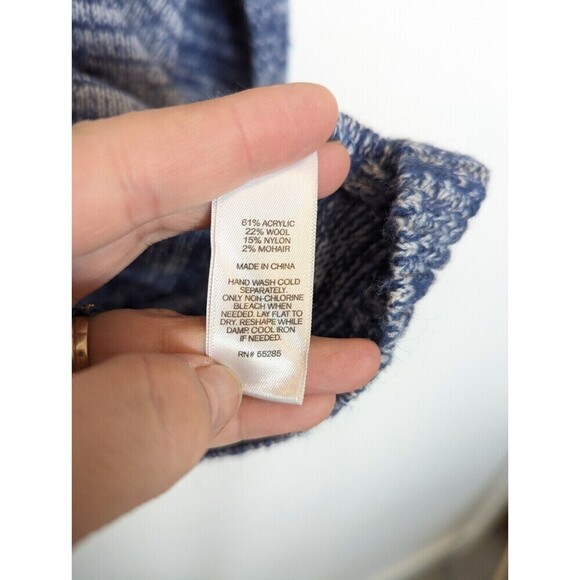 61% ACRYLIC
22% WOOL
15% NYLON
2% MOHAIR
MADE IN CHINA
HAND WASH COLD
SEPARATELY.
ONLY NON-CHLORINE
BLEACH WHEN
NEEDED. LAY FLAT TO
DRY. RESHAPE WHILE
DAMP. COOL IRON
IF NEEDED.
RN# 55285